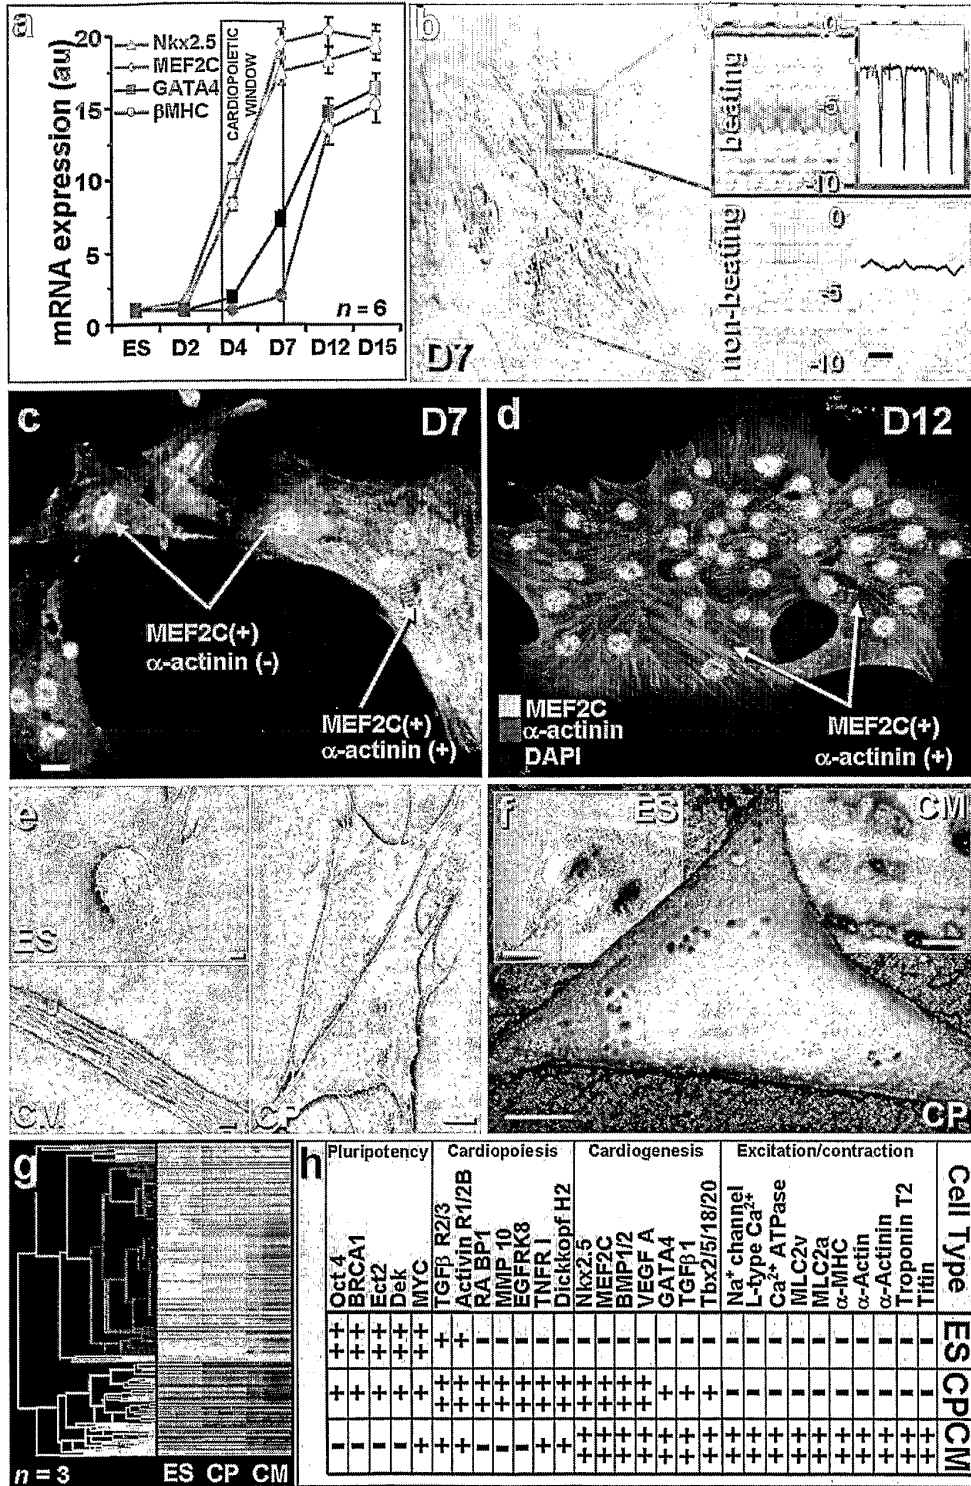 a
20
15
10
5
0
mRNA expression (au)
Nkx2.5
MEF2C
GATA4
βMHC
CARDIOPOIETIC
WINDOW
n = 6
ES D2 D4 D7 D12 D15
b
D7
beating
0
-5
-10
non-beating
0
-5
-10
c
D7
MEF2C(+)
α-actinin (-)
MEF2C(+)
α-actinin (+)
d
D12
MEF2C
α-actinin
DAPI
MEF2C(+)
α-actinin (+)
e
ES
CM
CP
f
ES
CM
CP
g
n = 3
ES CP CM
h
Pluripotency Cardiopoiesis Cardiogenesis Excitation/contraction
Oct 4
BRCA1
Ect2
Dek
MYC
TGFβ R2/3
Activin R1/2B
RA BP1
MMP 10
EGFRK8
TNFR I
Dickkopf H2
Nkx2.5
MEF2C
BMP1/2
VEGF A
GATA4
TGFβ1
Tbx2/5/18/20
Na⁺ channel
L-type Ca²⁺
Ca²⁺ ATPase
MLC2v
MLC2a
α-MHC
α-Actin
α-Actinin
Troponin T2
Titin
Cell Type
++ ++ ++ ++ ++ + + - - - - - - - - - - - - - - - - - - - - - - ES
+ + + + + ++ ++ ++ ++ ++ ++ ++ ++ ++ ++ ++ + + + - - - - - - - - - - CP
- - - - + + + - - - + + ++ ++ ++ ++ ++ ++ ++ ++ ++ ++ ++ ++ ++ ++ ++ ++ ++ CM